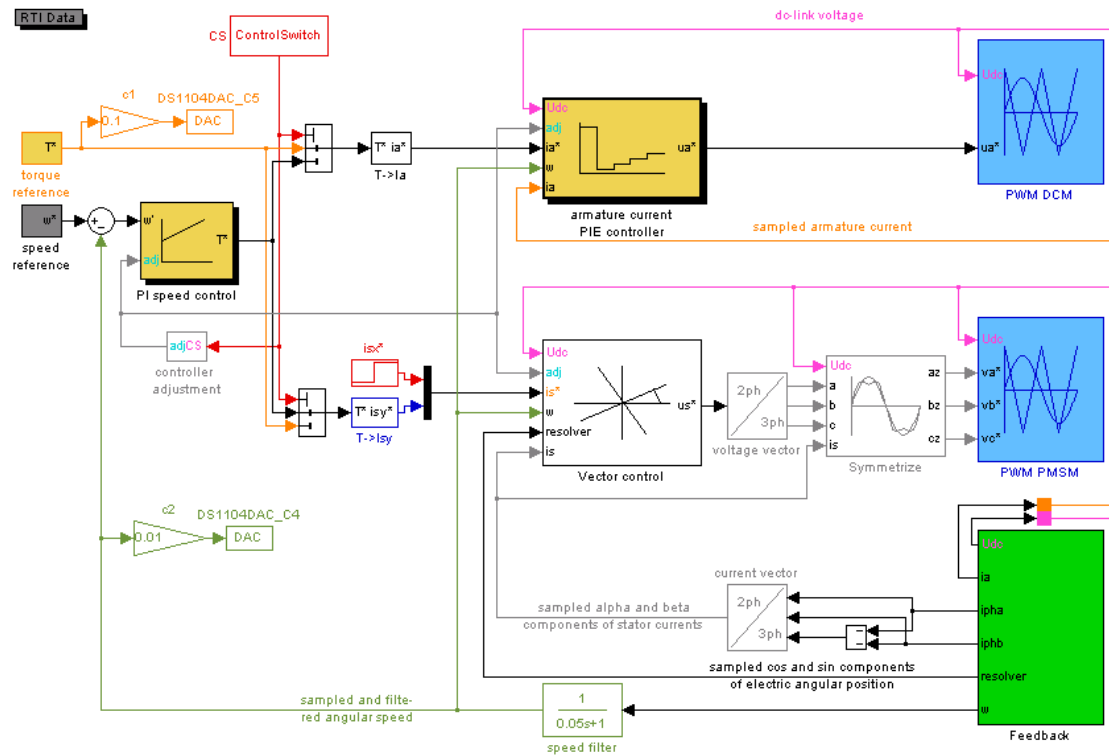 RTI Data
CS
ControlSwitch
dc-link voltage
c1
0.1
DS1104DAC_C5
DAC
T*
torque
reference
w*
speed
reference
+
−
w'
adj
T*
PI speed control
T* ia*
T->Ia
Udc
adj
ia*
w
ia
ua*
armature current
PIE controller
Udc
ua*
PWM DCM
sampled armature current
adjCS
controller
adjustment
isx*
T* isy*
T->Isy
Udc
adj
is*
w
resolver
is
us*
Vector control
2ph
3ph
voltage vector
Udc
a
b
c
is
az
bz
cz
Symmetrize
Udc
va*
vb*
vc*
PWM PMSM
c2
0.01
DS1104DAC_C4
DAC
current vector
2ph
3ph
sampled alpha and beta
components of stator currents
−
−
Udc
ia
ipha
iphb
resolver
w
Feedback
sampled cos and sin components
of electric angular position
sampled and filte-
red angular speed
1
0.05s+1
speed filter